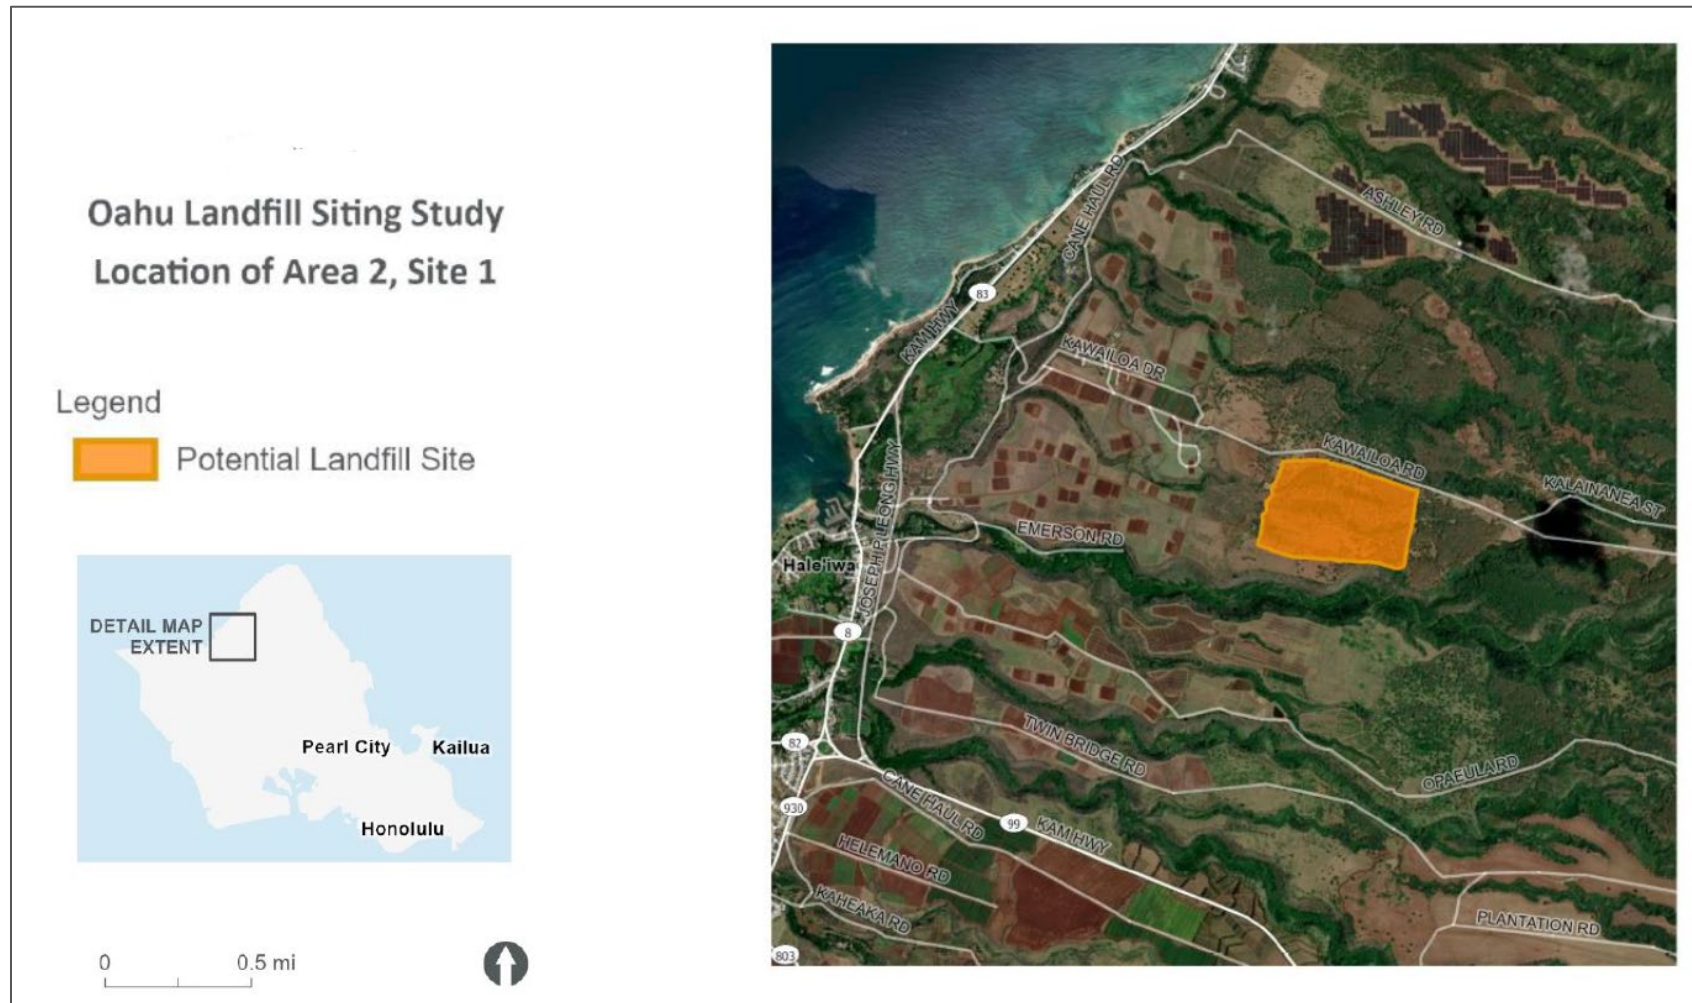 Oahu Landfill Siting Study
Location of Area 2, Site 1
Legend
Potential Landfill Site
DETAIL MAP
EXTENT
Pearl City
Kailua
Honolulu
0
0.5 mi
ASHLEY RD
CANE HAUL RD
83
KAM HWY
KAWAILOA DR
KAWAILOA RD
KALAINANEA ST
JOSEPH P LEONG HWY
EMERSON RD
Hale'iwa
8
TWIN BRIDGE RD
82
OPAEULA RD
CANE HAUL RD
930
99
KAM HWY
HELEMANO RD
KAHEAKA RD
PLANTATION RD
803